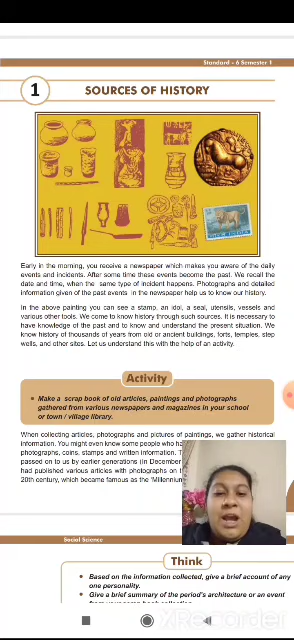 Standard - 6 Semester 1
1
SOURCES OF HISTORY
Early in the morning, you receive a newspaper which makes you aware of the daily
events and incidents. After some time these events become the past. We recall the
date and time, when the same type of incident happens. Photographs and detailed
information given of the past events in the newspaper help us to know our history.
In the above painting you can see a stamp, an idol, a seal, utensils, vessels and
various other tools. We come to know history through such sources. It is necessary to
have knowledge of the past and to know and understand the present situation. We
know history of thousands of years from old or ancient buildings, forts, temples, step
wells, and other sites. Let us understand this with the help of an activity.
Activity
• Make a scrap book of old articles, paintings and photographs
gathered from various newspapers and magazines in your school
or town / village library.
When collecting articles, photographs and pictures of paintings, we gather historical
information. You might even know some people who ha
photographs, coins, stamps and written information. T
passed on to us by earlier generations (in December
had published various articles with photographs on t
20th century, which became famous as the 'Millenniun
Social Science
Think
• Based on the information collected, give a brief account of any
one personality.
• Give a brief summary of the period's architecture or an event
XRecorder